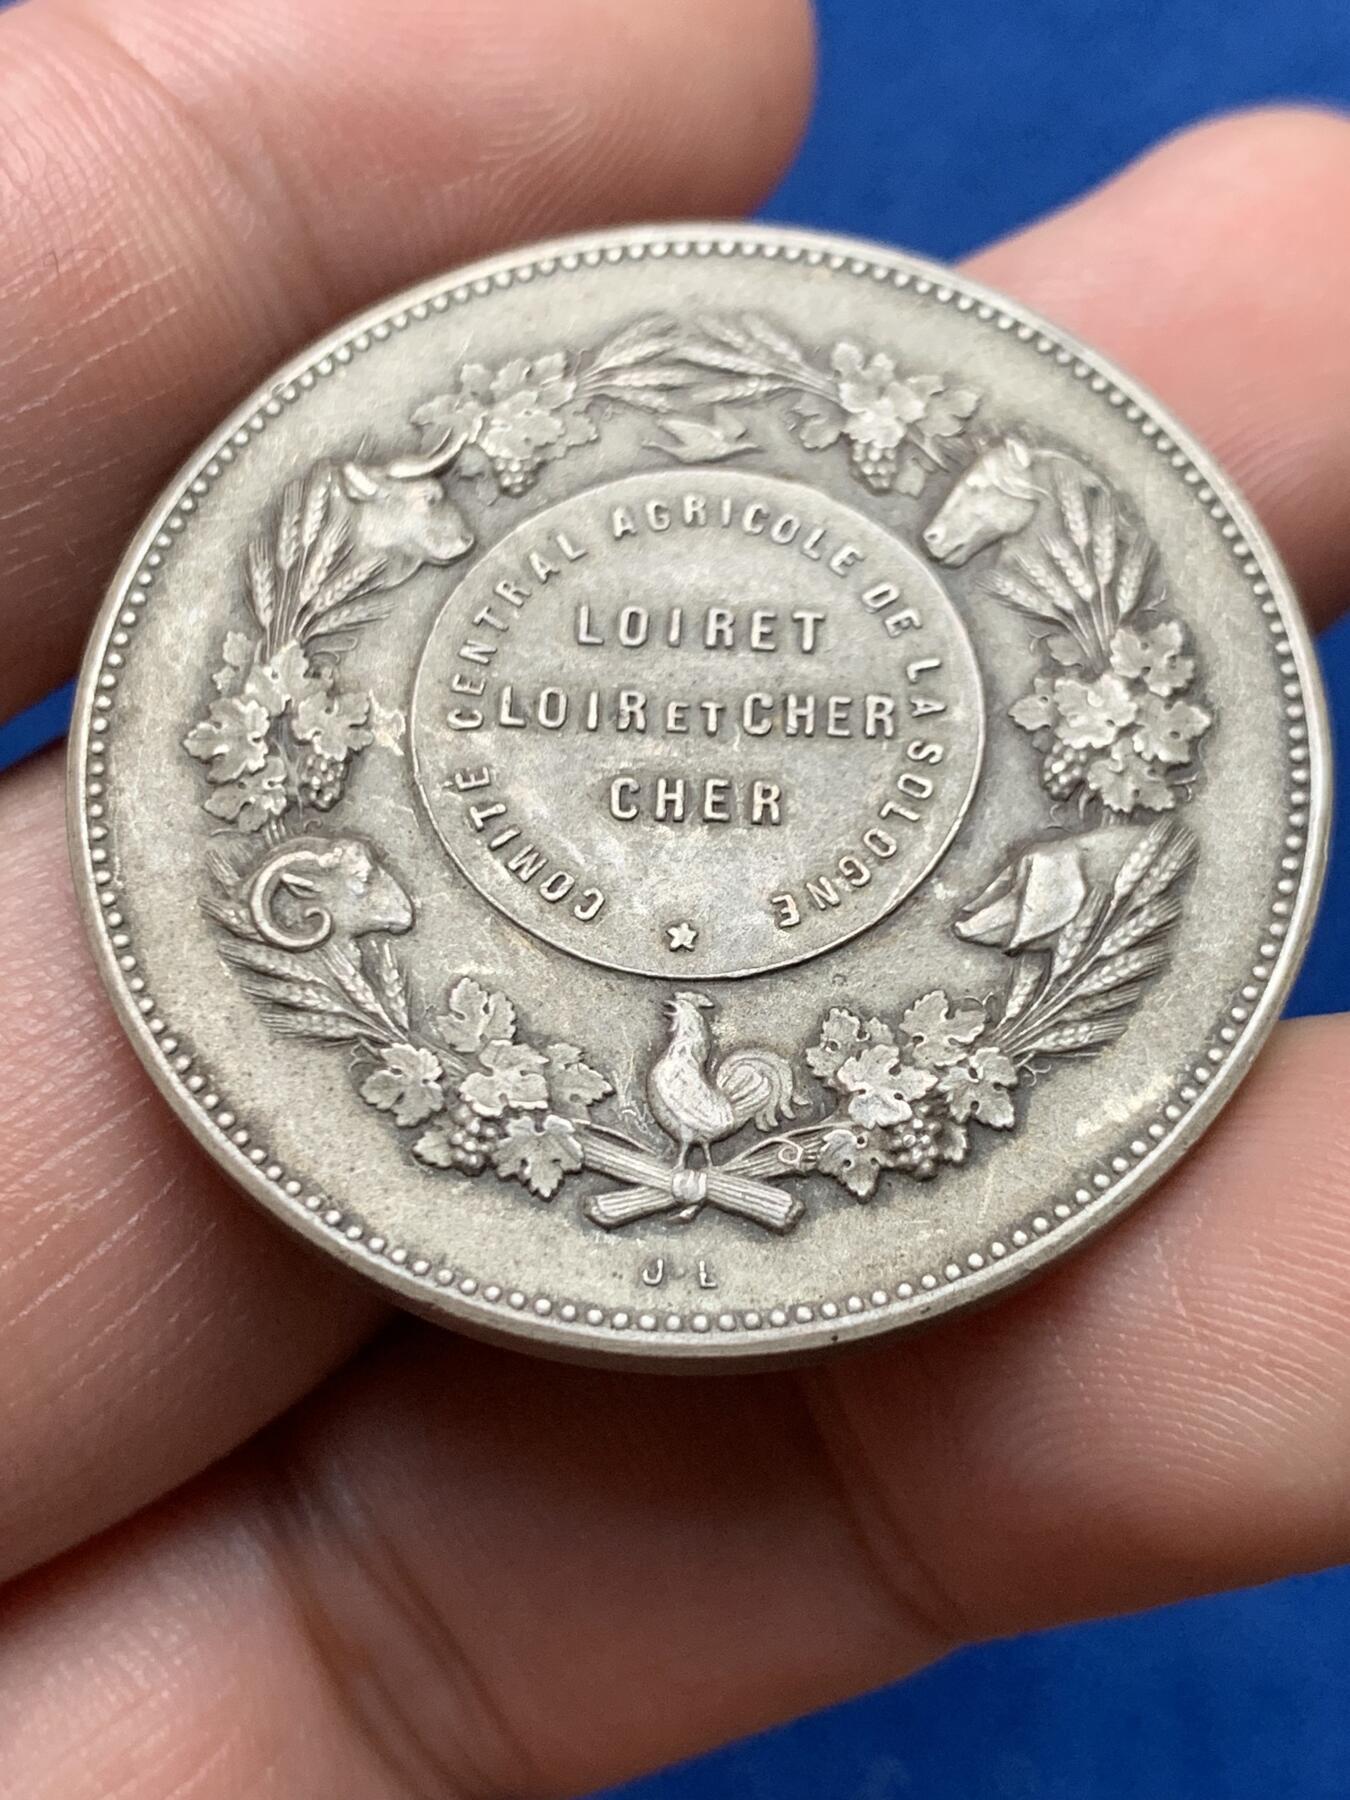 COMITÉ CENTRAL AGRICOLE DE LA SOLOGNE
LOIRET
LOIR ET CHER
CHER
J L